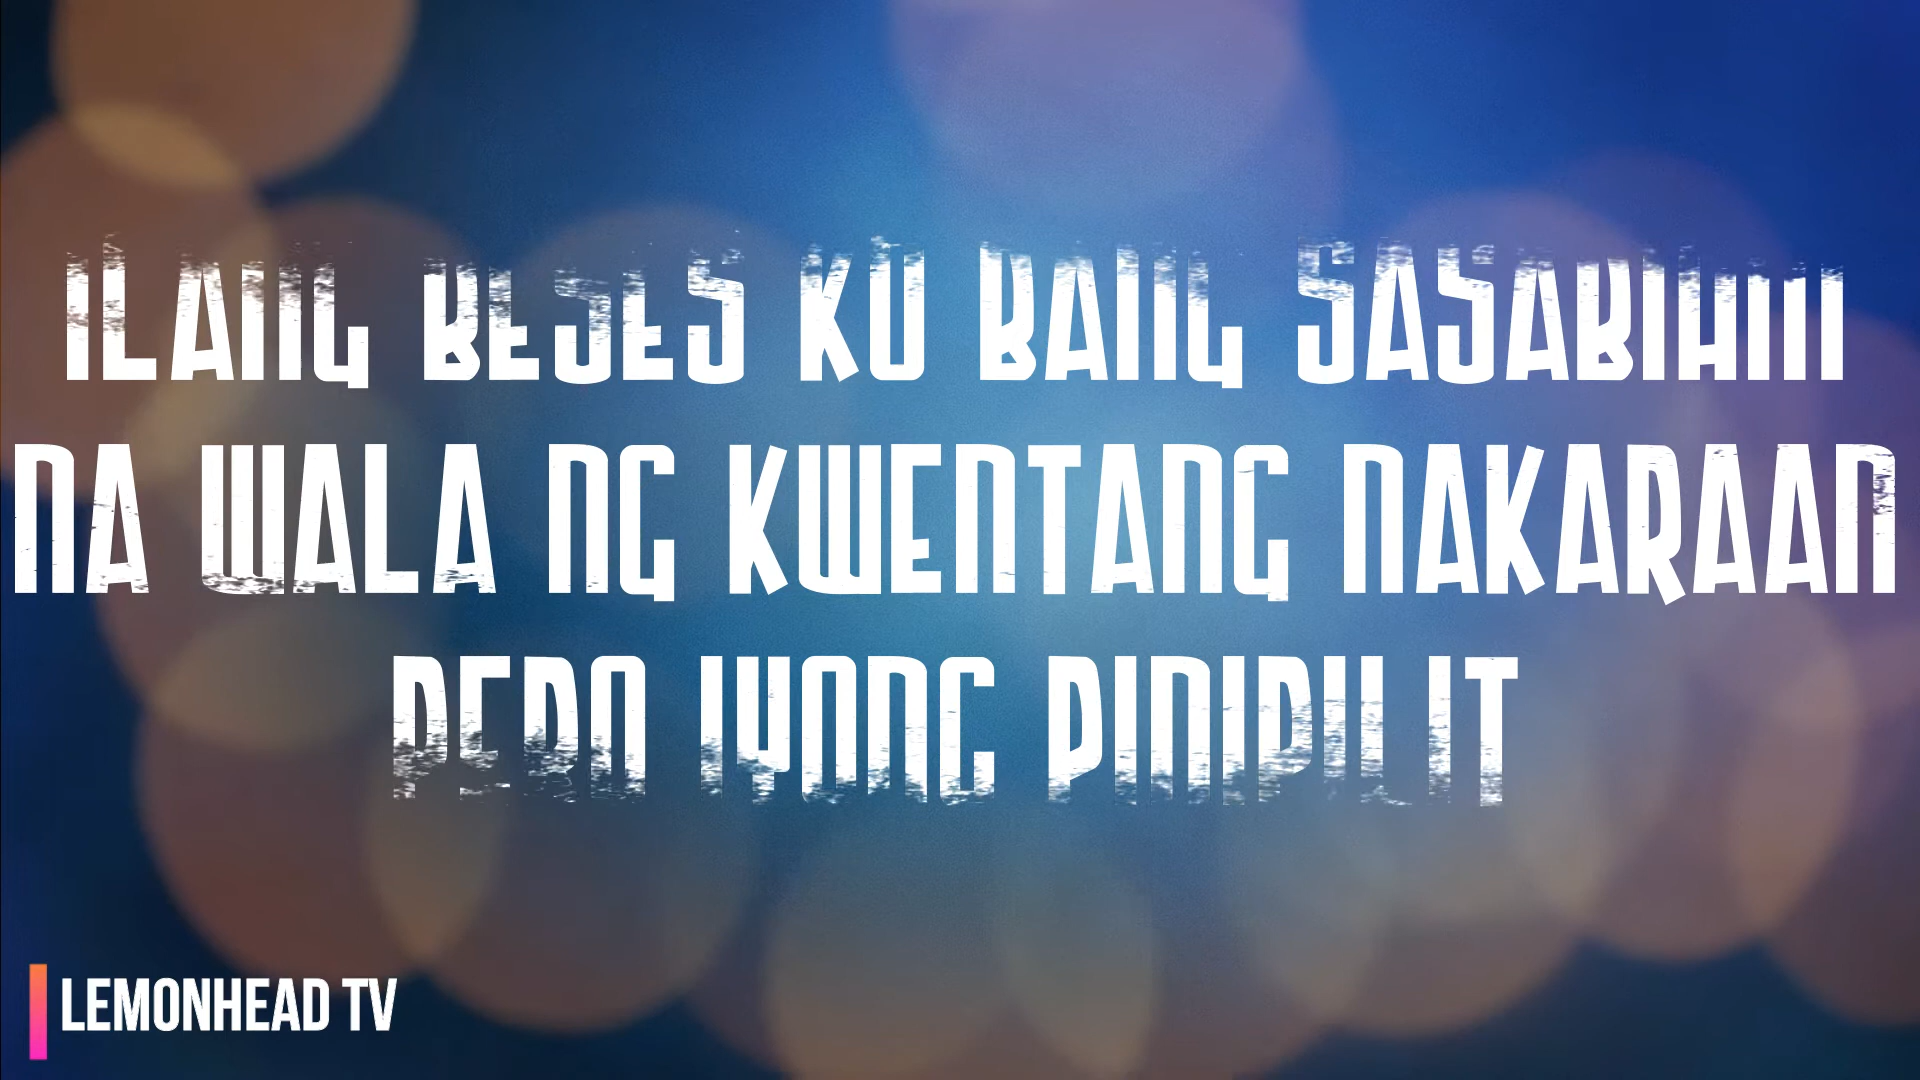 ILANG BESES KO BANG SASABIHIN
NA WALA NG KWENTANG NAKARAAN
PERO IYONG PINIPILIT
LEMONHEAD TV